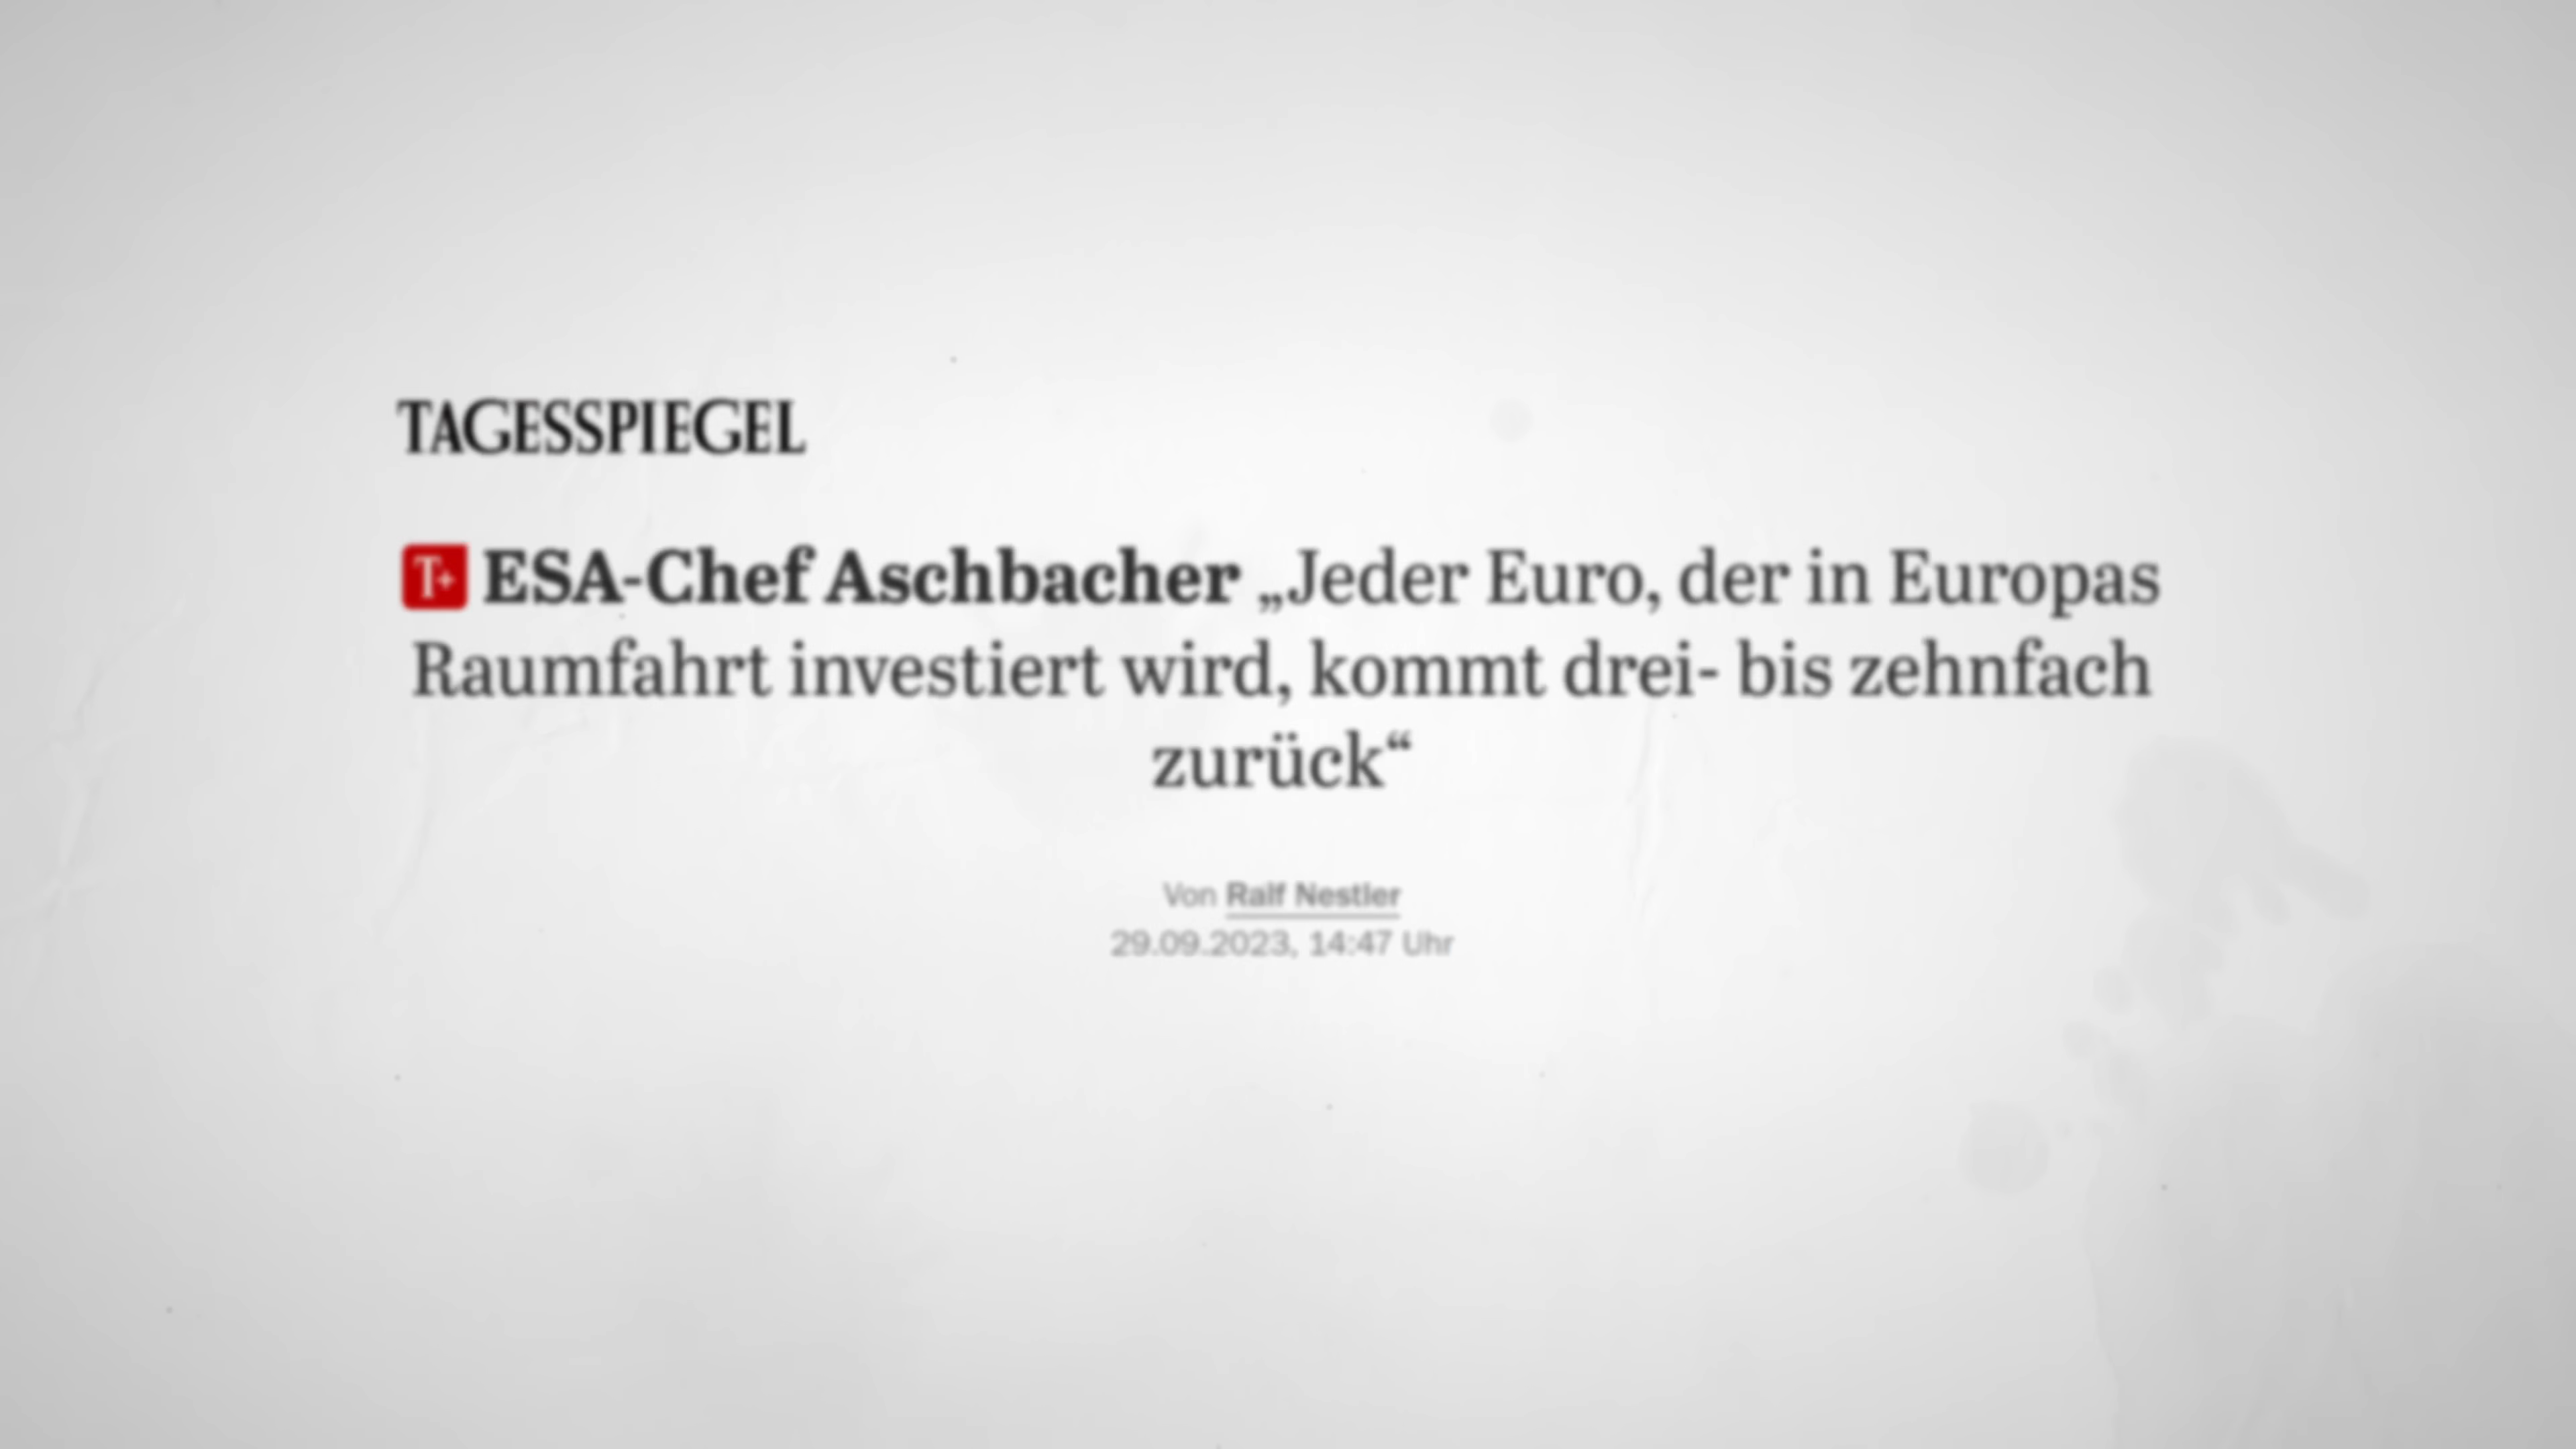 TAGESSPIEGEL
T+ ESA-Chef Aschbacher „Jeder Euro, der in Europas
Raumfahrt investiert wird, kommt drei- bis zehnfach
zurück“
Von Ralf Nestler
29.09.2023, 14:47 Uhr